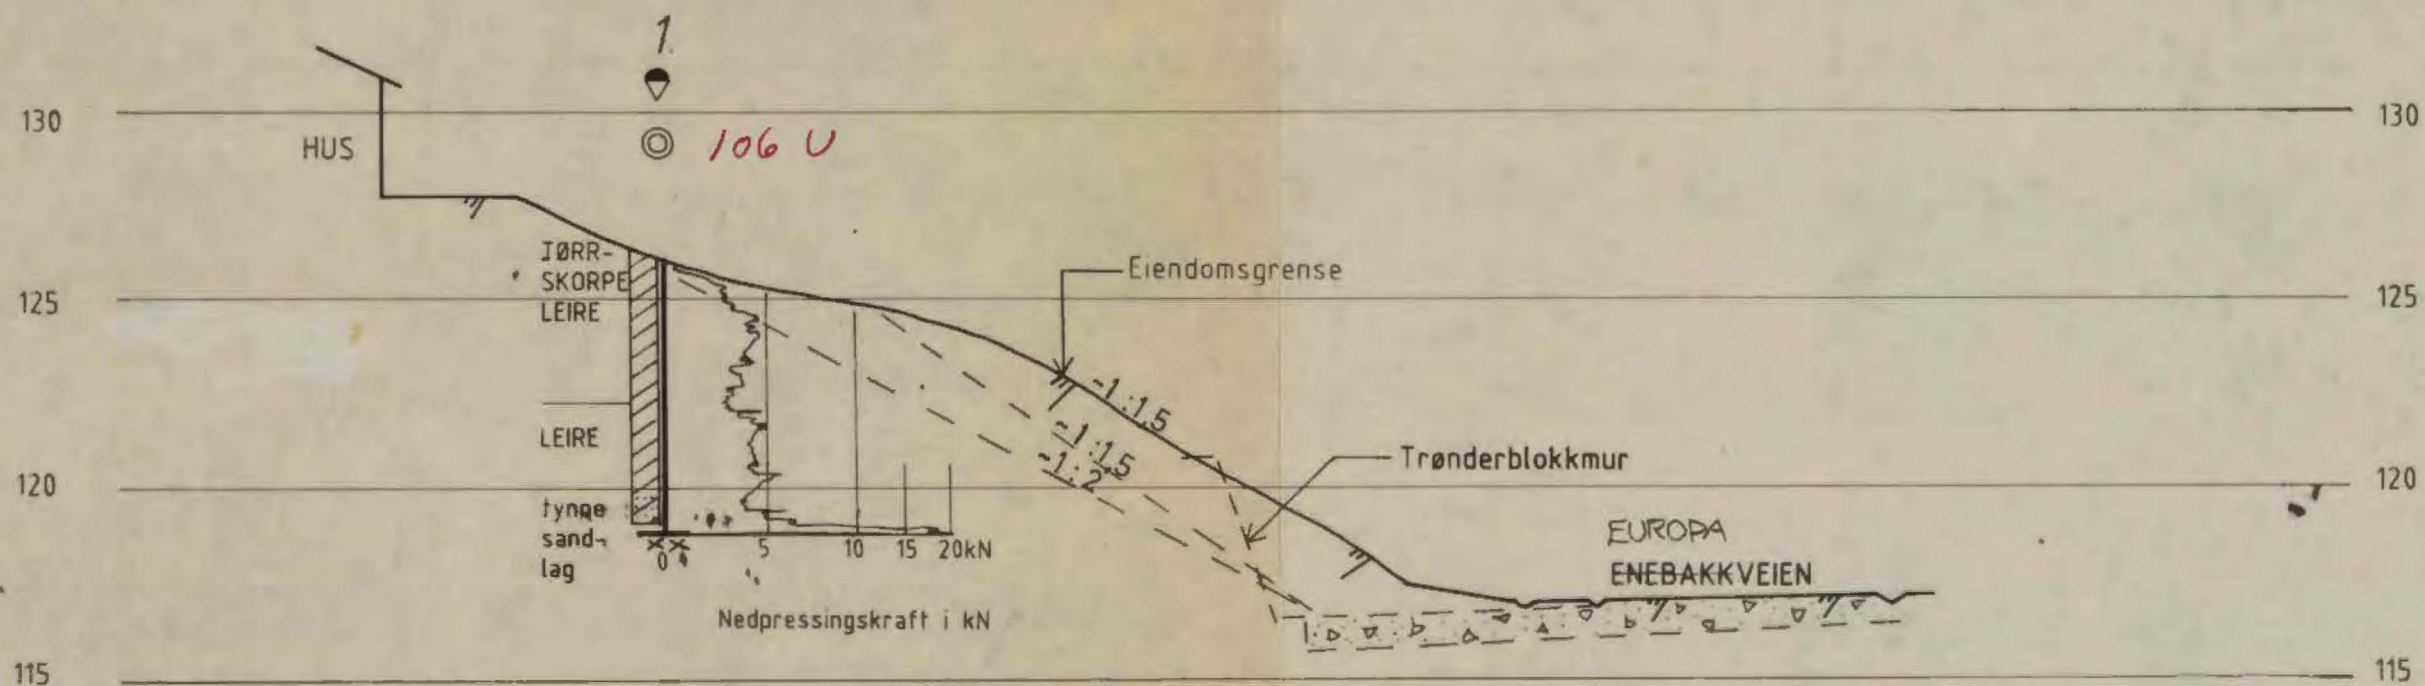 1.
130
130
HUS
106 U
TØRR-
SKORPE
LEIRE
Eiendomsgrense
125
125
~1:1.5
LEIRE
~1:1.5
~1:2
Trønderblokkmur
120
120
tynne
sand-
lag
0
5
10
15
20kN
EUROPA
ENEBAKKVEIEN
Nedpressingskraft i kN
115
115